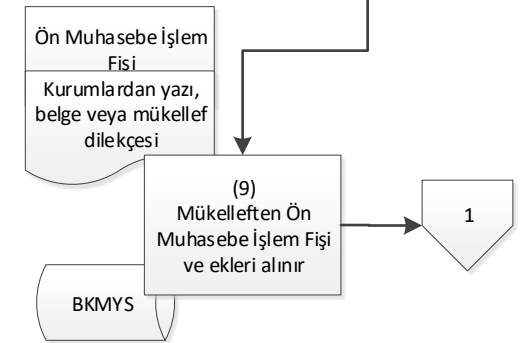 Ön Muhasebe İşlem
Fişi
Kurumlardan yazı,
belge veya mükellef
dilekçesi
(9)
Mükelleften Ön
Muhasebe İşlem Fişi
ve ekleri alınır
1
BKMYS